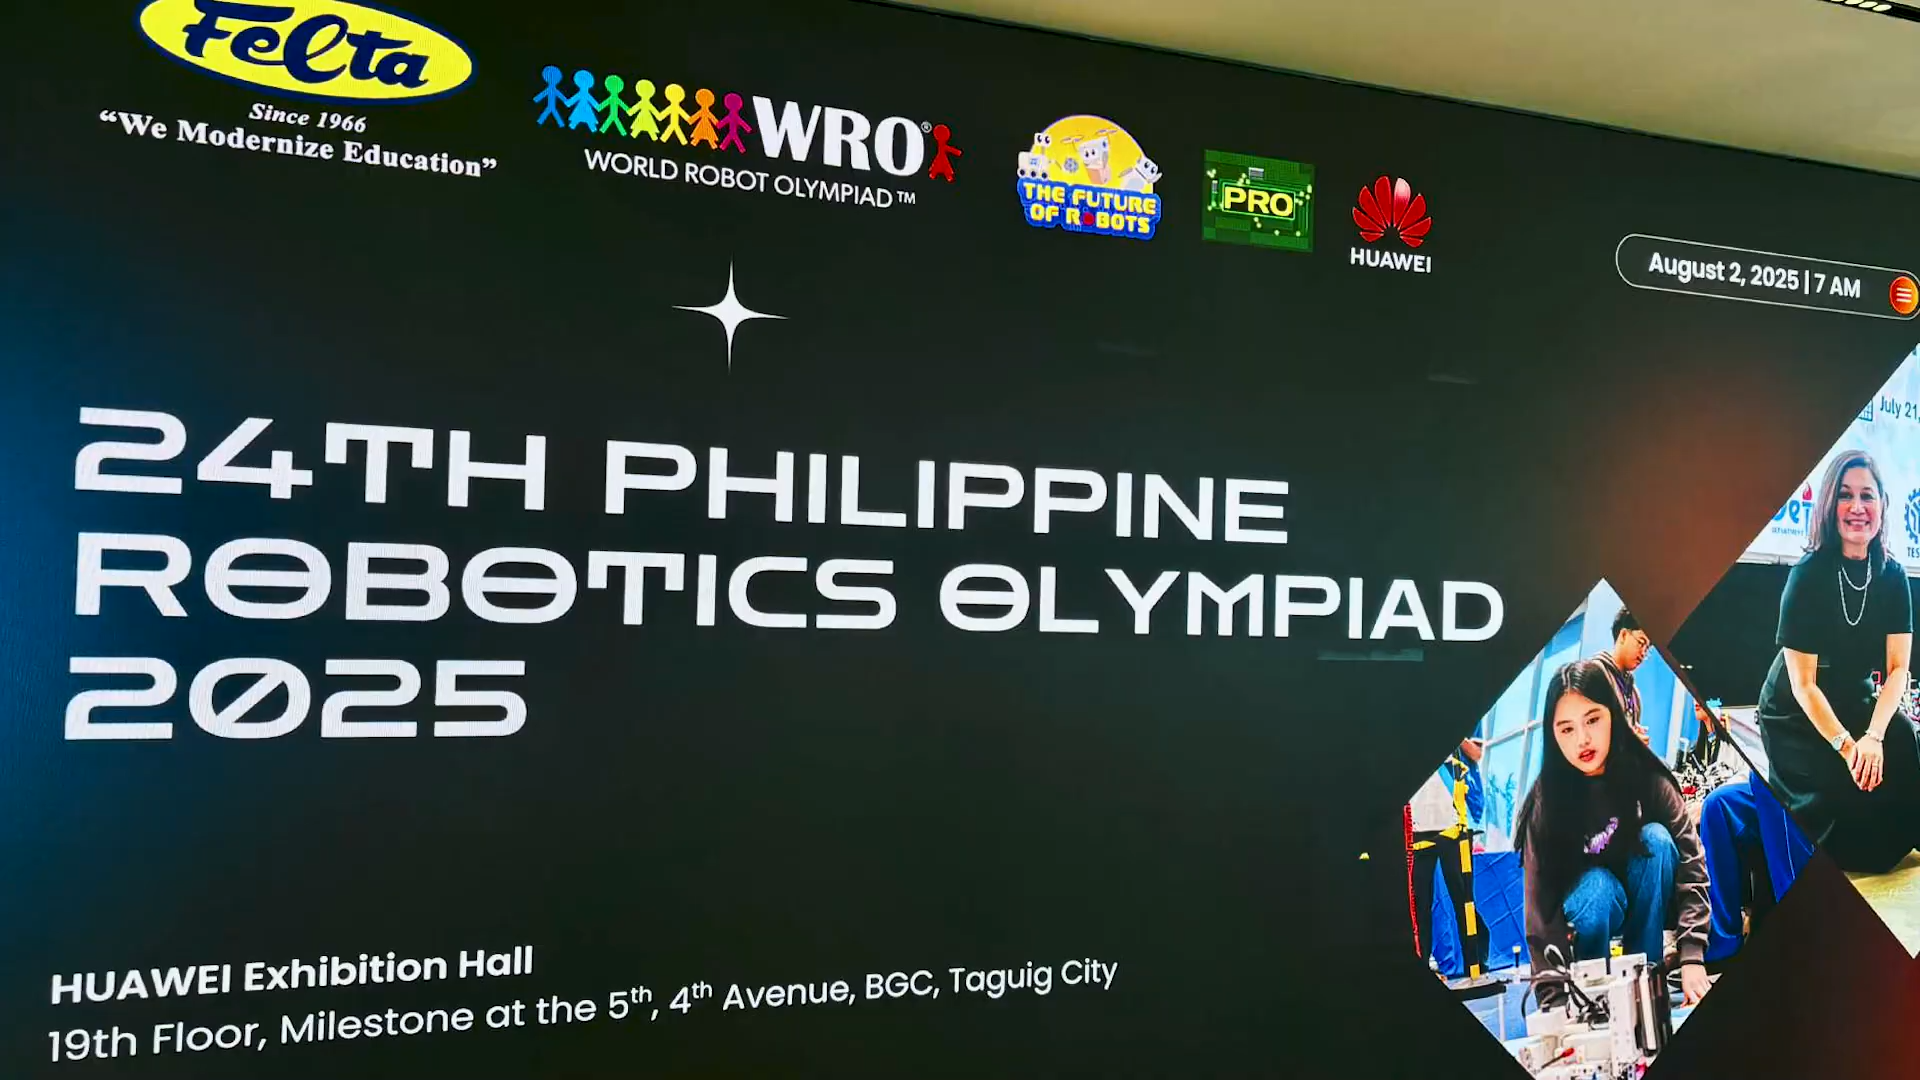 Felta
Since 1966
“We Modernize Education”
WRO®
WORLD ROBOT OLYMPIAD™
THE FUTURE
OF ROBOTS
PRO
HUAWEI
August 2, 2025 | 7 AM
24TH PHILIPPINE
ROBOTICS OLYMPIAD
2025
July 21,
HUAWEI Exhibition Hall
19th Floor, Milestone at the 5th, 4th Avenue, BGC, Taguig City